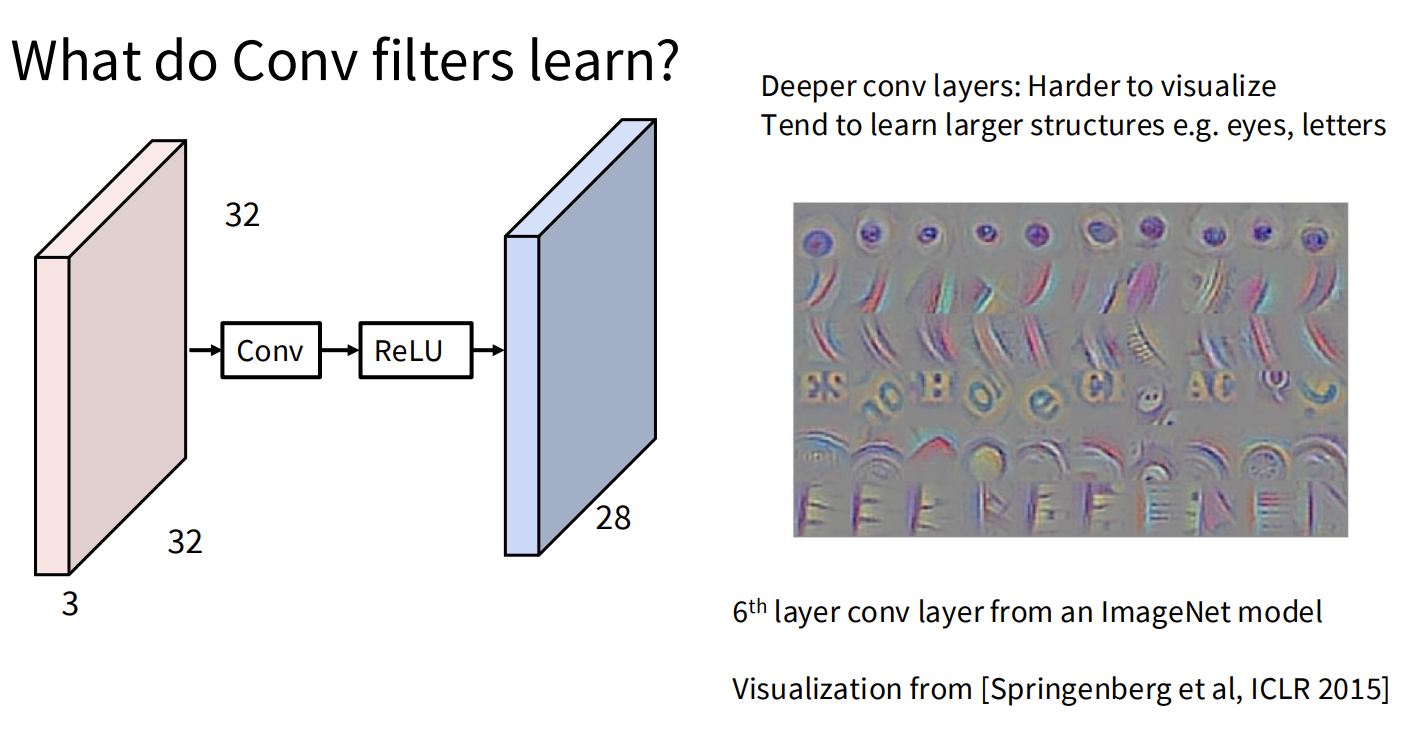 What do Conv filters learn?
Deeper conv layers: Harder to visualize
Tend to learn larger structures e.g. eyes, letters
32
Conv
ReLU
32
28
3
ES
H
e
AC
6th layer conv layer from an ImageNet model
Visualization from [Springenberg et al, ICLR 2015]